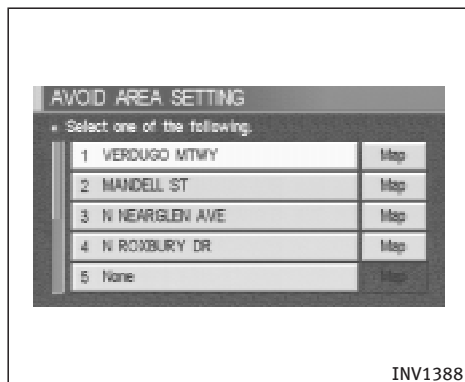 AVOID AREA SETTING
Select one of the following.
1 VERDUGO MTWY Map
2 MANDELL ST Map
3 N NEARGLEN AVE Map
4 N ROXBURY DR Map
5 None Map
INV1388